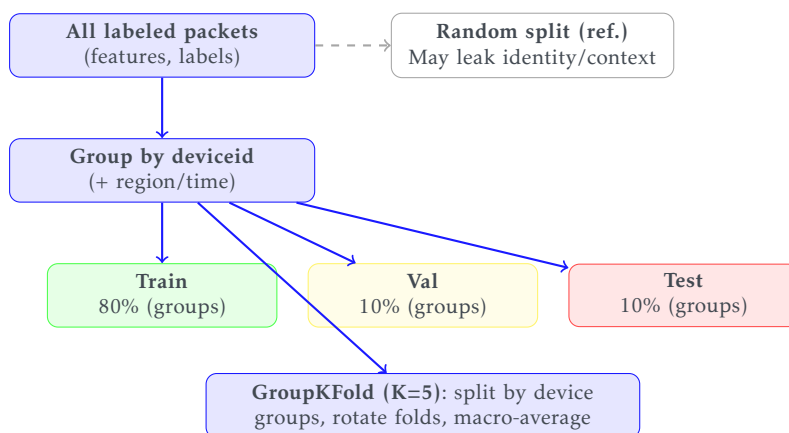 All labeled packets
(features, labels)
Random split (ref.)
May leak identity/context
Group by deviceid
(+ region/time)
Train
80% (groups)
Val
10% (groups)
Test
10% (groups)
GroupKFold (K=5): split by device
groups, rotate folds, macro-average